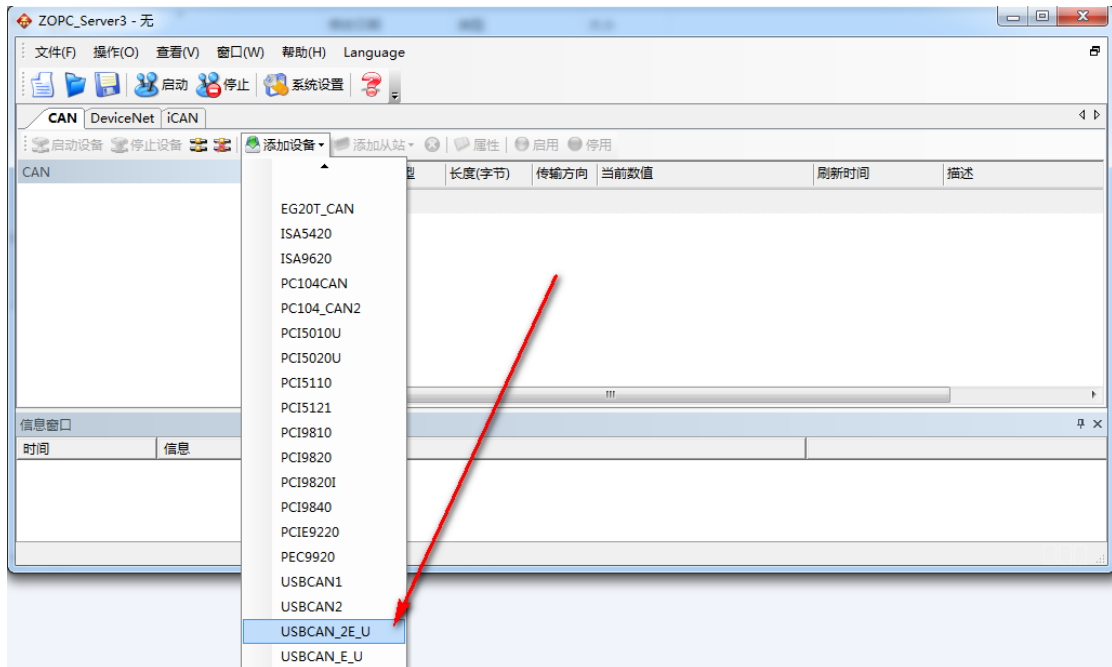 ZOPC_Server3 - 无
文件(F) 操作(O) 查看(V) 窗口(W) 帮助(H) Language
启动 停止 系统设置
CAN DeviceNet iCAN
启动设备 停止设备 添加设备 添加从站 属性 启用 停用
CAN 型 长度(字节) 传输方向 当前数值 刷新时间 描述
EG20T_CAN
ISA5420
ISA9620
PC104CAN
PC104_CAN2
PCI5010U
PCI5020U
PCI5110
PCI5121
PCI9810
PCI9820
PCI9820I
PCI9840
PCIE9220
PEC9920
USBCAN1
USBCAN2
USBCAN_2E_U
USBCAN_E_U
信息窗口
时间 信息